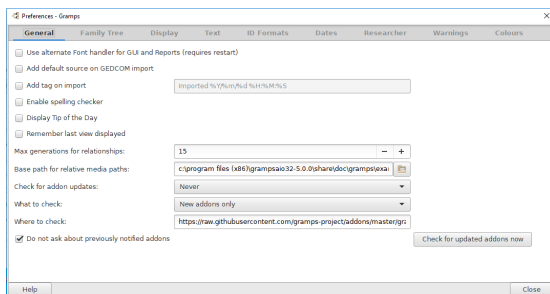 Preferences - Gramps
General Family Tree Display Text ID Formats Dates Researcher Warnings Colours
Use alternate Font handler for GUI and Reports (requires restart)
Add default source on GEDCOM import
Add tag on import Imported %Y/%m/%d %H:%M:%S
Enable spelling checker
Display Tip of the Day
Remember last view displayed
Max generations for relationships: 15
Base path for relative media paths: c:\program files (x86)\grampsaio32-5.0.0\share\doc\gramps\exa
Check for addon updates: Never
What to check: New addons only
Where to check: https://raw.githubusercontent.com/gramps-project/addons/master/gra
Do not ask about previously notified addons Check for updated addons now
Help Close